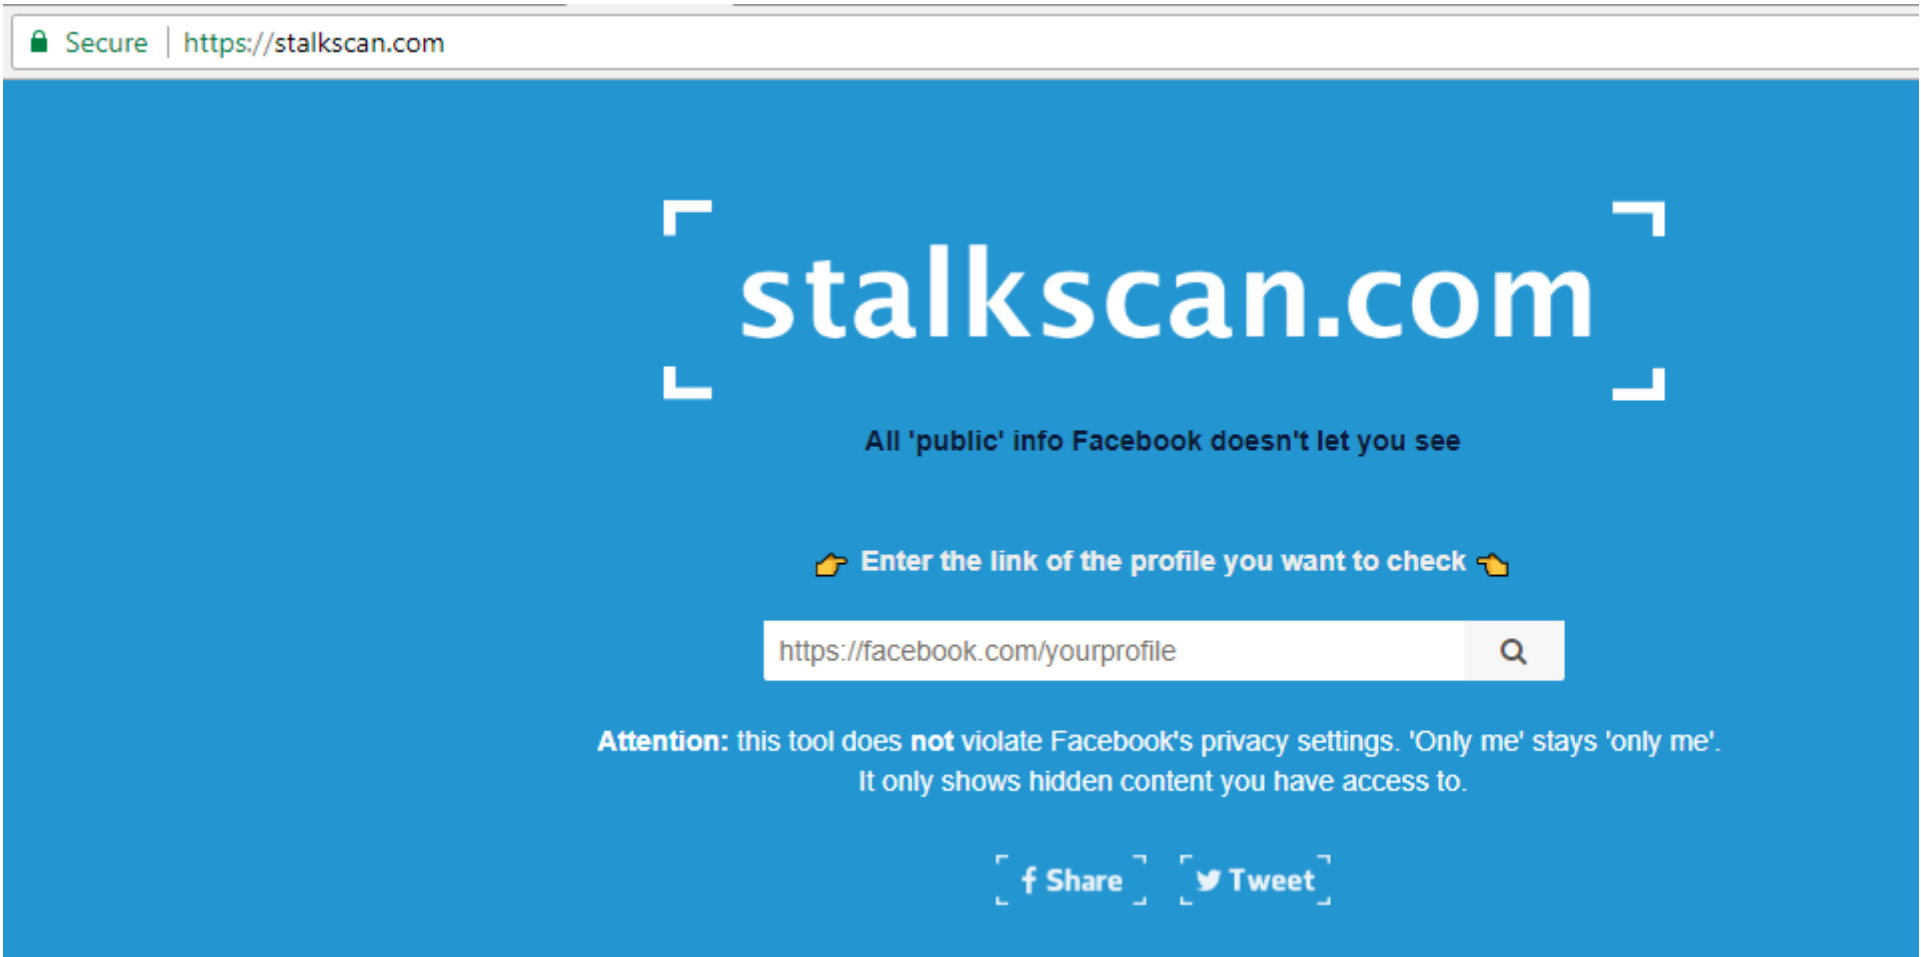 Secure | https://stalkscan.com
stalkscan.com
All 'public' info Facebook doesn't let you see
👉 Enter the link of the profile you want to check 👈
https://facebook.com/yourprofile
Attention: this tool does not violate Facebook's privacy settings. 'Only me' stays 'only me'.
It only shows hidden content you have access to.
f Share Tweet